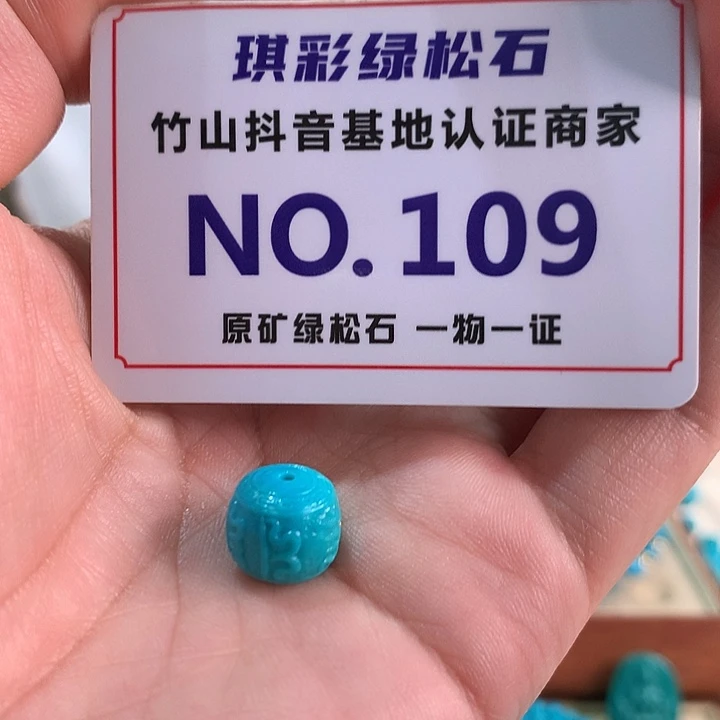 琪彩绿松石
竹山抖音基地认证商家
NO.109
原矿绿松石 一物一证